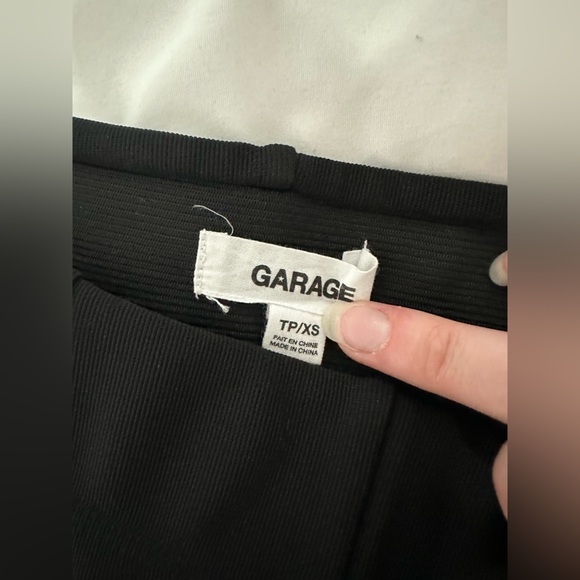 GARAGE
TP/XS
FAIT EN CHINE
MADE IN CHINA